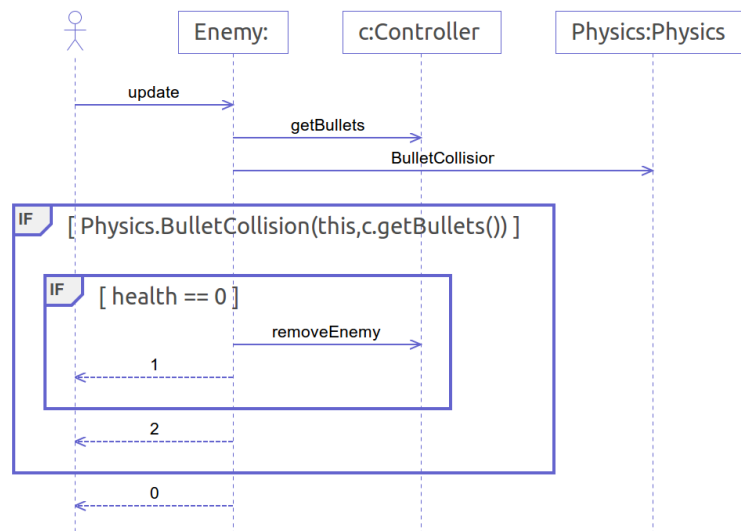 Enemy: c:Controller Physics:Physics
update
getBullets
BulletCollisior
IF [ Physics.BulletCollision(this,c.getBullets()) ]
IF [ health == 0 ]
removeEnemy
1
2
0